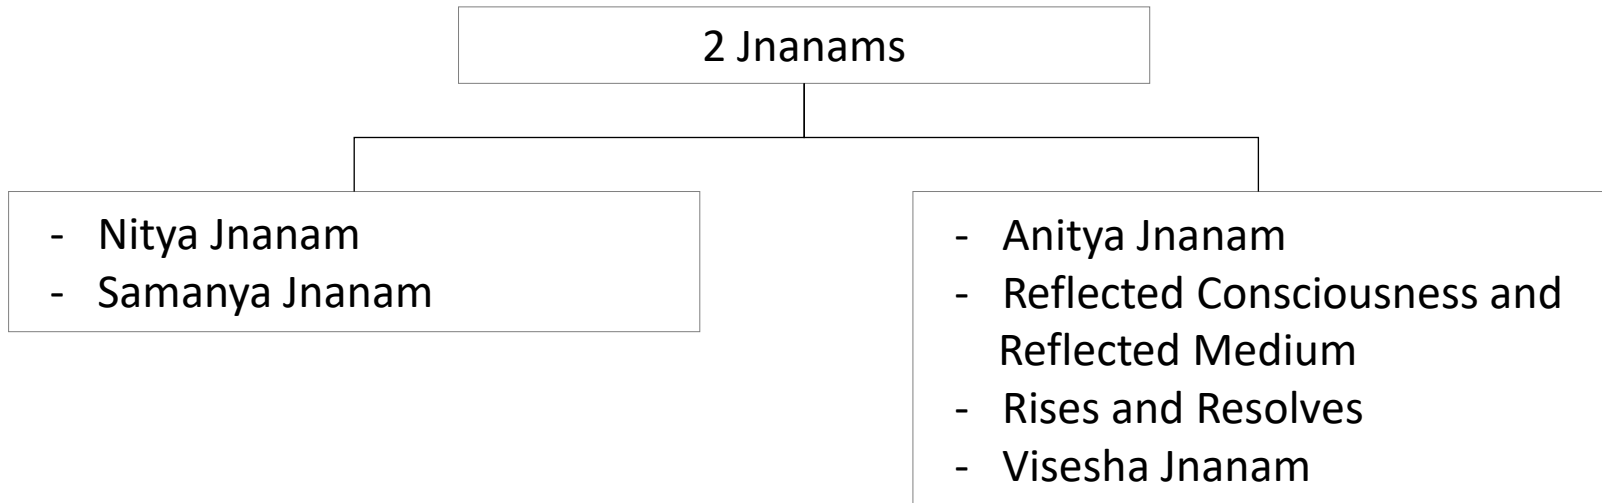 2 Jnanams
- Nitya Jnanam
- Samanya Jnanam
- Anitya Jnanam
- Reflected Consciousness and
Reflected Medium
- Rises and Resolves
- Visesha Jnanam